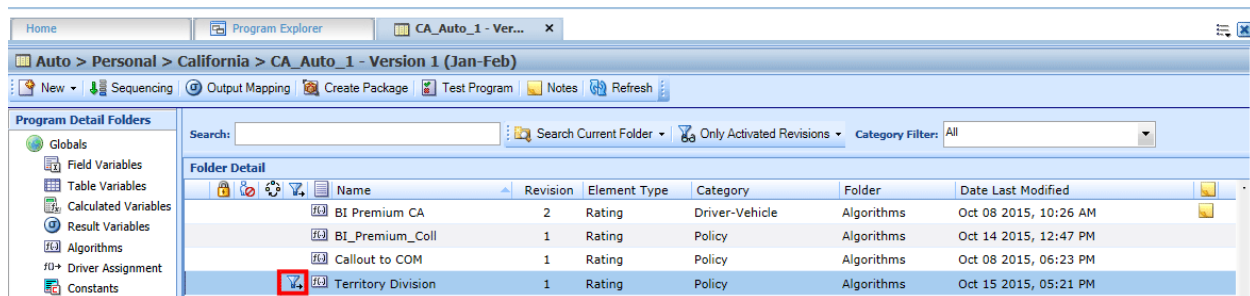 Home Program Explorer CA_Auto_1 - Ver... x
Auto > Personal > California > CA_Auto_1 - Version 1 (Jan-Feb)
New Sequencing Output Mapping Create Package Test Program Notes Refresh
Program Detail Folders
Search: Search Current Folder Only Activated Revisions Category Filter: All
Globals
Field Variables
Table Variables
Calculated Variables
Result Variables
Algorithms
Driver Assignment
Constants
Folder Detail
Name Revision Element Type Category Folder Date Last Modified
BI Premium CA 2 Rating Driver-Vehicle Algorithms Oct 08 2015, 10:26 AM
BI_Premium_Coll 1 Rating Policy Algorithms Oct 14 2015, 12:47 PM
Callout to COM 1 Rating Policy Algorithms Oct 08 2015, 06:23 PM
Territory Division 1 Rating Policy Algorithms Oct 15 2015, 05:21 PM